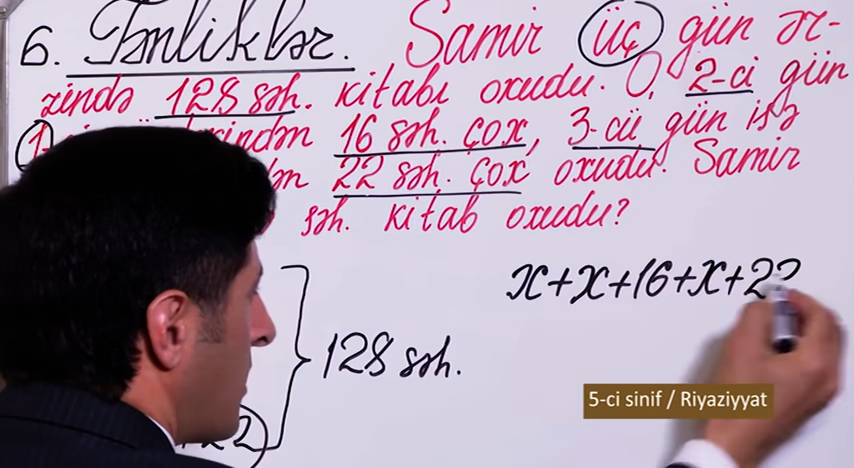 6. Tənliklər. Samir üç gün ər-
zində 128 səh. kitabı oxudu. O, 2-ci gün
16 səh. çox, 3-cü gün isə
22 səh. çox oxudu. Samir
səh. kitab oxudu?
x+x+16+x+22
128 səh.
5-ci sinif / Riyaziyyat